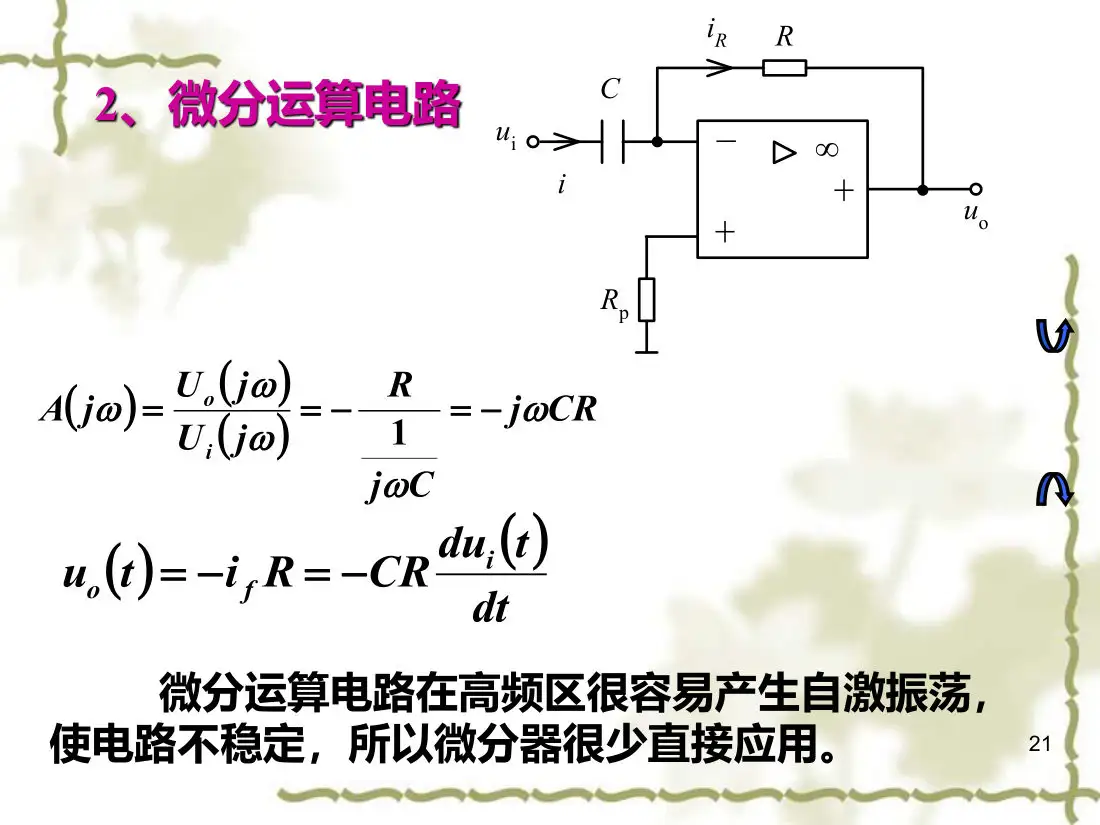 2、微分运算电路
i_R R
C
u_i
i
− ▷ ∞
+
+
u_o
R_p
A(jω) = U_o(jω) / U_i(jω) = − R / (1 / jωC) = − jωCR
u_o(t) = −i_f R = −CR du_i(t) / dt
微分运算电路在高频区很容易产生自激振荡，
使电路不稳定，所以微分器很少直接应用。
21